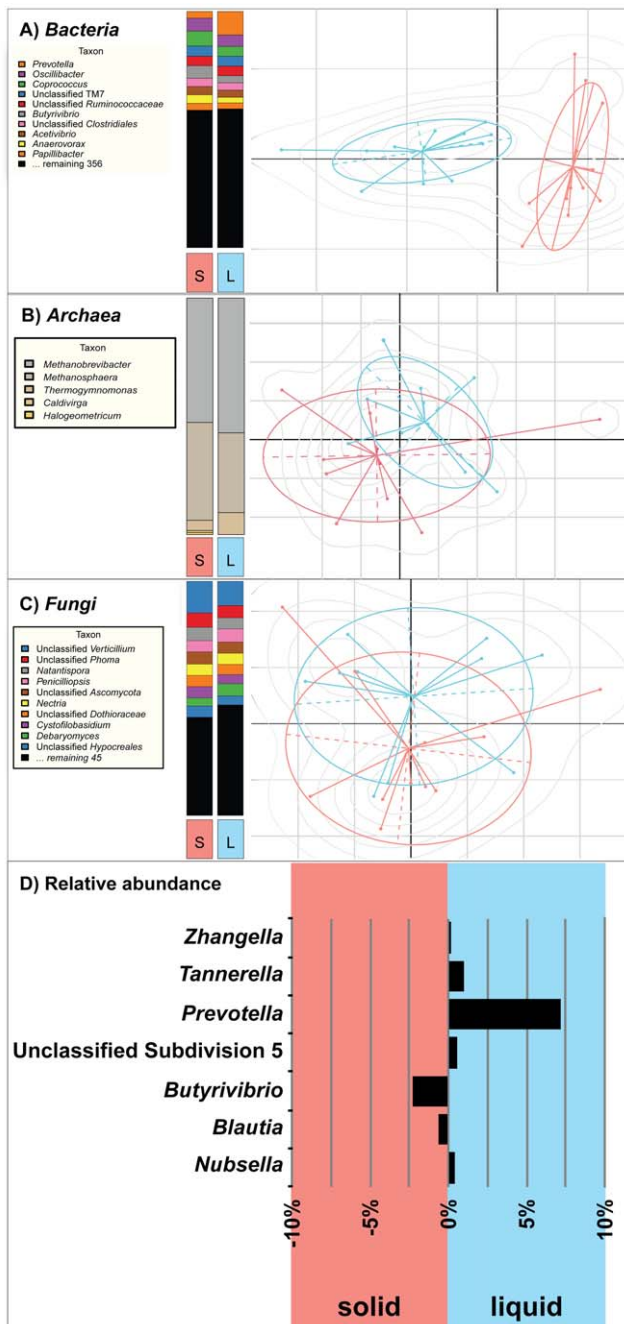 A) Bacteria
Taxon
Prevotella
Oscillibacter
Coprococcus
Unclassified TM7
Unclassified Ruminococcaceae
Butyrivibrio
Unclassified Clostridiales
Acetivibrio
Anaerovorax
Papillibacter
... remaining 356
S L
B) Archaea
Taxon
Methanobrevibacter
Methanosphaera
Thermogymnomonas
Caldivirga
Halogeometricum
S L
C) Fungi
Taxon
Unclassified Verticillium
Unclassified Phoma
Natantispora
Penicilliopsis
Unclassified Ascomycota
Nectria
Unclassified Dothioraceae
Cystofilobasidium
Debaryomyces
Unclassified Hypocreales
... remaining 45
S L
D) Relative abundance
Zhangella
Tannerella
Prevotella
Unclassified Subdivision 5
Butyrivibrio
Blautia
Nubsella
-10% -5% 0% 5% 10%
solid liquid